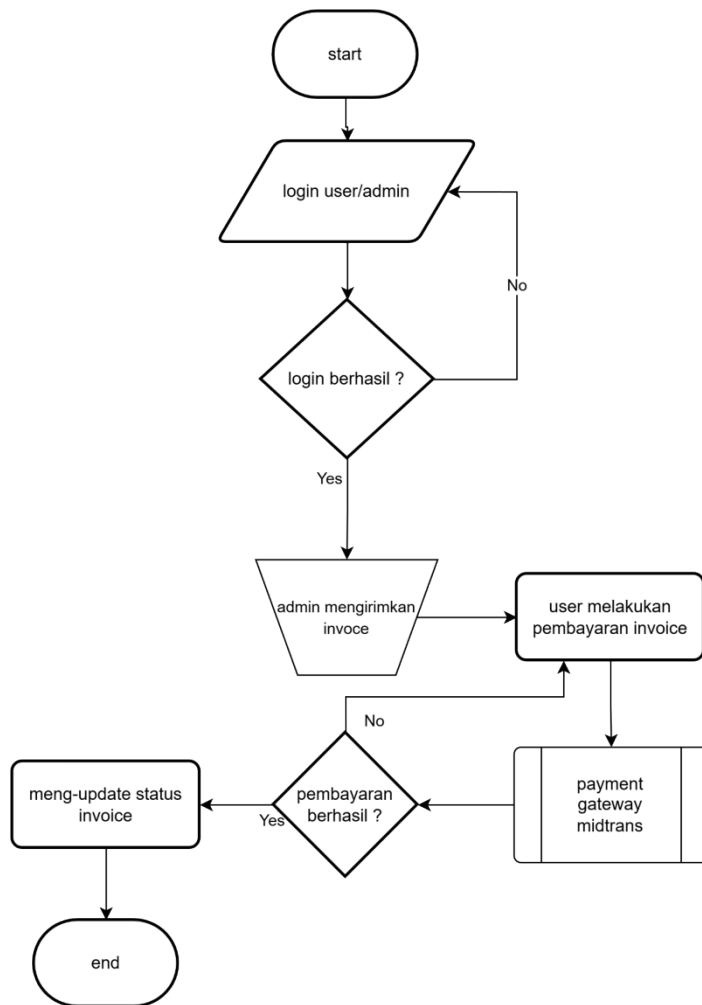 start
login user/admin
No
login berhasil ?
Yes
admin mengirimkan
invoce
user melakukan
pembayaran invoice
No
payment
gateway
midtrans
pembayaran
berhasil ?
Yes
meng-update status
invoice
end